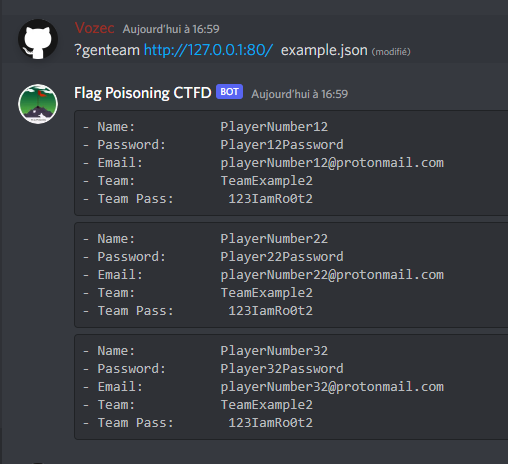 Vozec Aujourd'hui à 16:59
?genteam http://127.0.0.1:80/ example.json (modifié)
Flag Poisoning CTFD BOT Aujourd'hui à 16:59
- Name: PlayerNumber12
- Password: Player12Password
- Email: playerNumber12@protonmail.com
- Team: TeamExample2
- Team Pass: 123IamRo0t2
- Name: PlayerNumber22
- Password: Player22Password
- Email: playerNumber22@protonmail.com
- Team: TeamExample2
- Team Pass: 123IamRo0t2
- Name: PlayerNumber32
- Password: Player32Password
- Email: playerNumber32@protonmail.com
- Team: TeamExample2
- Team Pass: 123IamRo0t2